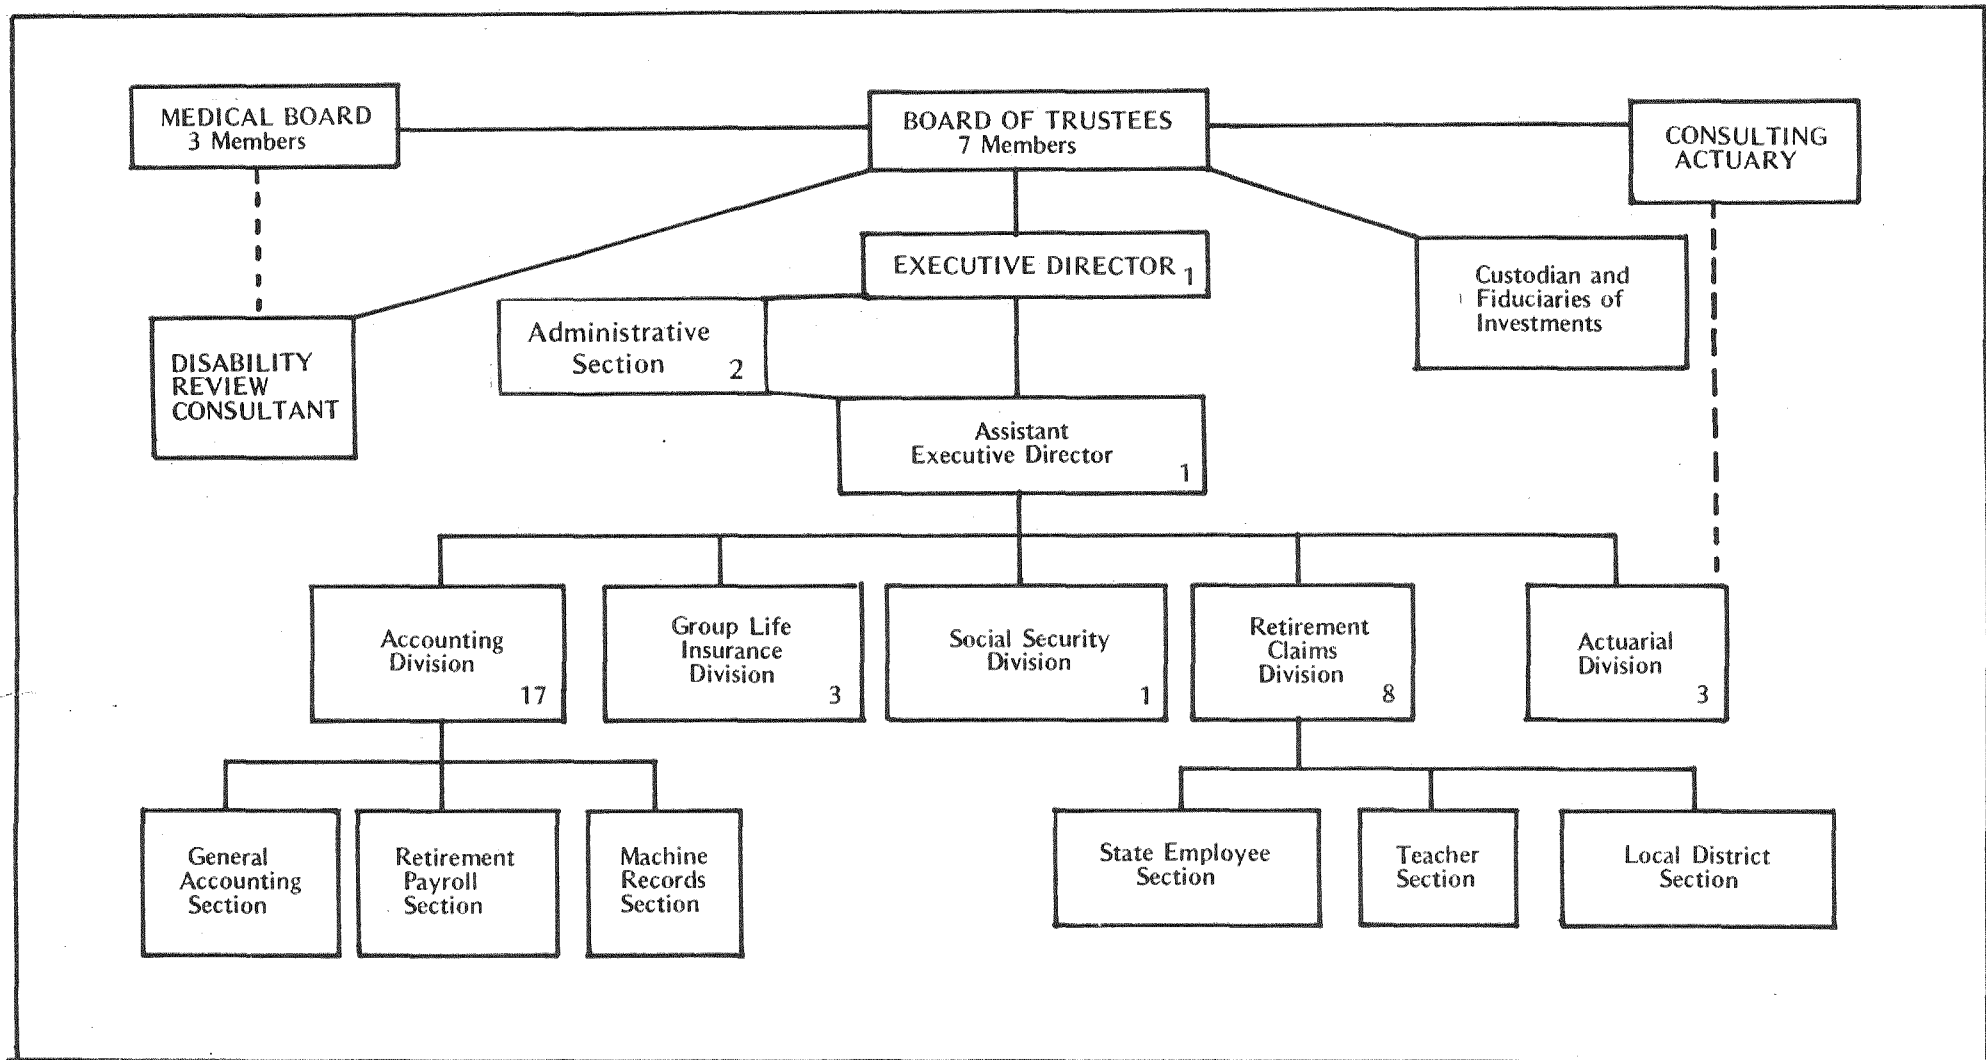 MEDICAL BOARD
3 Members
BOARD OF TRUSTEES
7 Members
CONSULTING
ACTUARY
EXECUTIVE DIRECTOR 1
Custodian and
Fiduciaries of
Investments
Administrative
Section 2
DISABILITY
REVIEW
CONSULTANT
Assistant
Executive Director
1
Accounting
Division
17
Group Life
Insurance
Division
3
Social Security
Division
1
Retirement
Claims
Division
8
Actuarial
Division
3
General
Accounting
Section
Retirement
Payroll
Section
Machine
Records
Section
State Employee
Section
Teacher
Section
Local District
Section